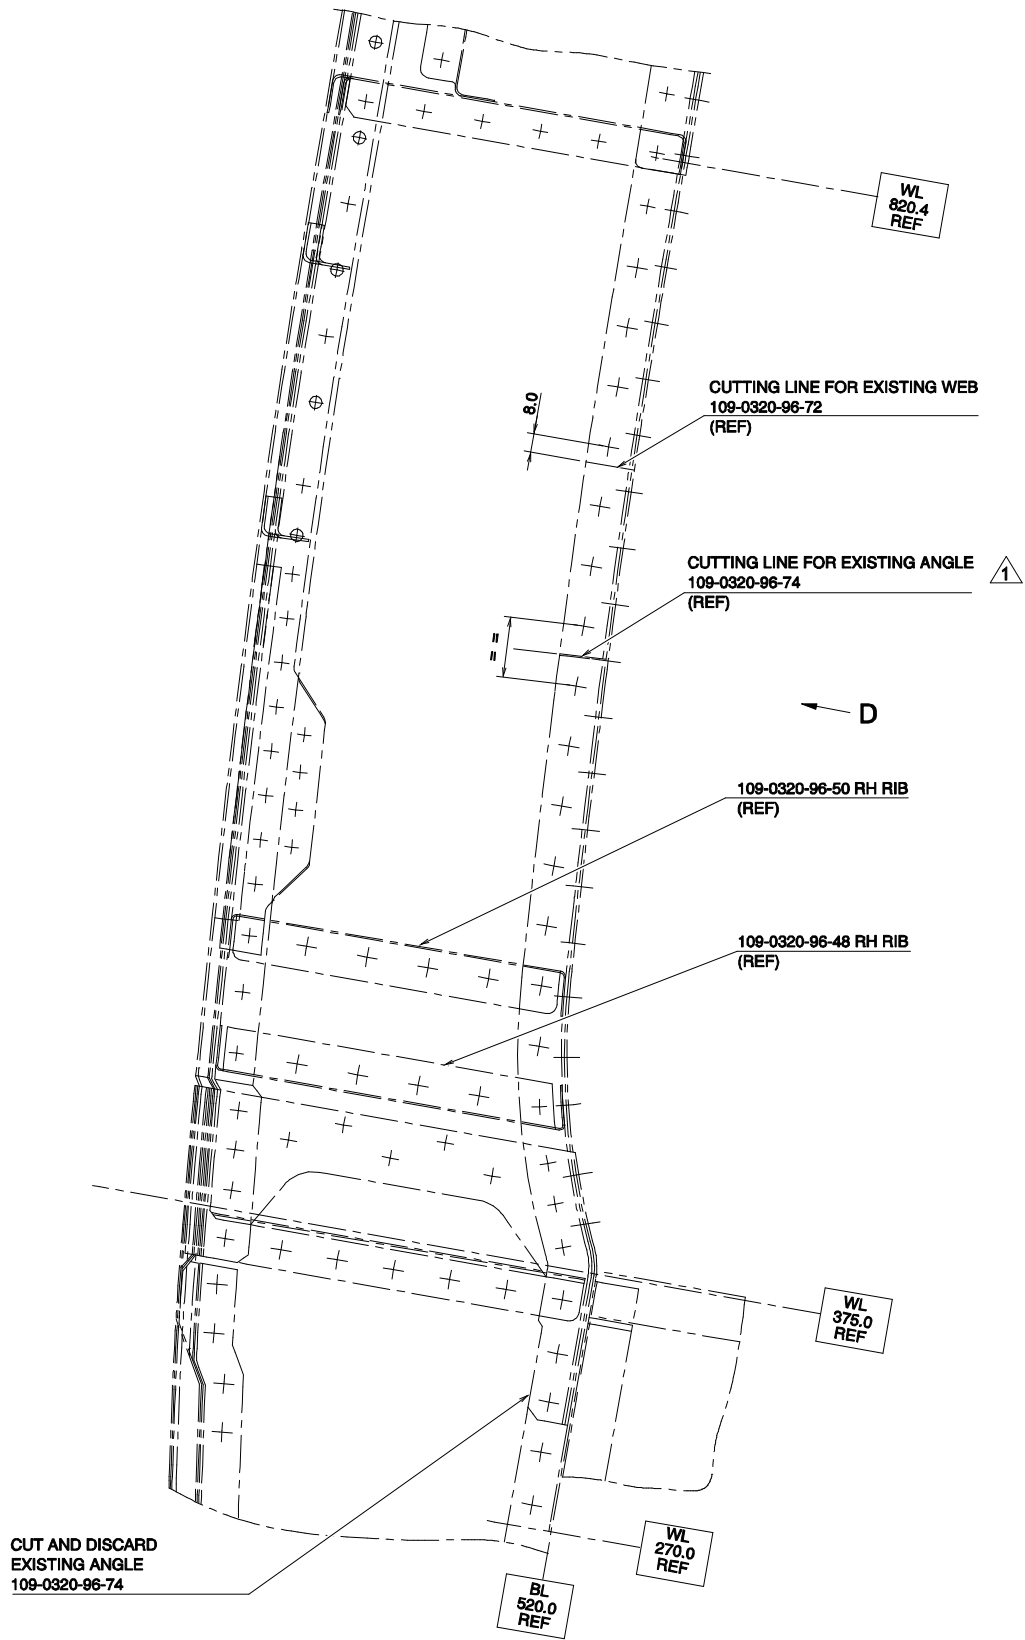 WL
820.4
REF
CUTTING LINE FOR EXISTING WEB
109-0320-96-72
(REF)
8.0
CUTTING LINE FOR EXISTING ANGLE
109-0320-96-74
(REF)
1
=
=
D
109-0320-96-50 RH RIB
(REF)
109-0320-96-48 RH RIB
(REF)
WL
375.0
REF
WL
270.0
REF
CUT AND DISCARD
EXISTING ANGLE
109-0320-96-74
BL
520.0
REF